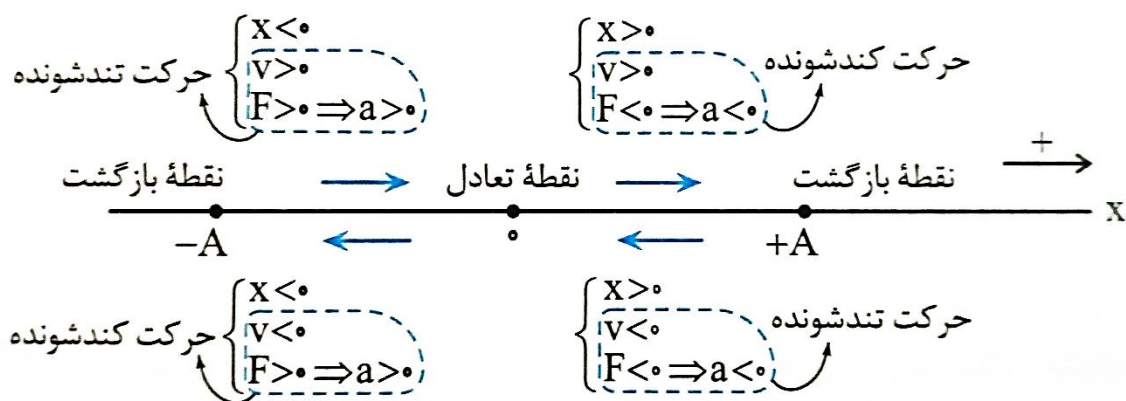 x<۰
حرکت تندشونده
v>۰
F>۰ ⇒ a>۰
x>۰
حرکت کندشونده
v>۰
F<۰ ⇒ a<۰
+
نقطهٔ بازگشت
نقطهٔ تعادل
نقطهٔ بازگشت
x
−A
۰
+A
x<۰
حرکت کندشونده
v<۰
F>۰ ⇒ a>۰
x>۰
حرکت تندشونده
v<۰
F<۰ ⇒ a<۰